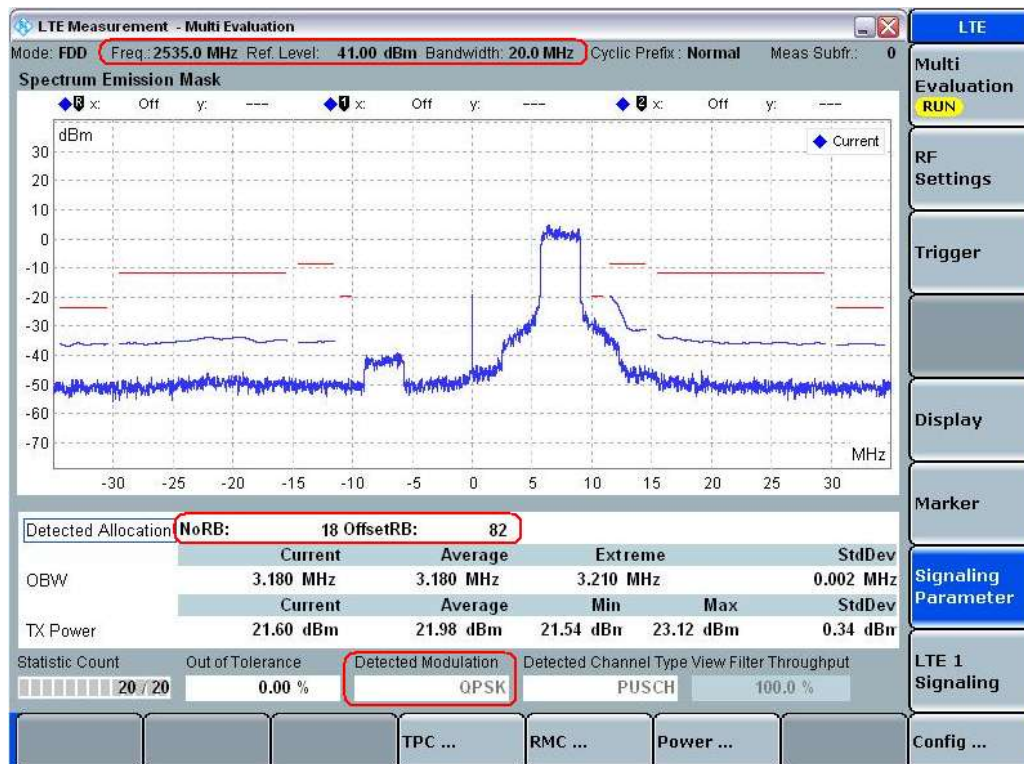 LTE Measurement - Multi Evaluation
LTE
Mode: FDD Freq.: 2535.0 MHz Ref. Level: 41.00 dBm Bandwidth: 20.0 MHz Cyclic Prefix: Normal Meas Subfr.: 0
Spectrum Emission Mask
R x: Off y: --- 1 x: Off y: --- 2 x: Off y: ---
dBm
Current
30
20
10
0
-10
-20
-30
-40
-50
-60
-70
MHz
-30 -25 -20 -15 -10 -5 0 5 10 15 20 25 30
Detected Allocation NoRB: 18 OffsetRB: 82
Current Average Extreme StdDev
OBW 3.180 MHz 3.180 MHz 3.210 MHz 0.002 MHz
Current Average Min Max StdDev
TX Power 21.60 dBm 21.98 dBm 21.54 dBm 23.12 dBm 0.34 dBm
Statistic Count Out of Tolerance Detected Modulation Detected Channel Type View Filter Throughput
20 / 20 0.00 % QPSK PUSCH 100.0 %
Multi
Evaluation
RUN
RF
Settings
Trigger
Display
Marker
Signaling
Parameter
LTE 1
Signaling
TPC ... RMC ... Power ... Config ...